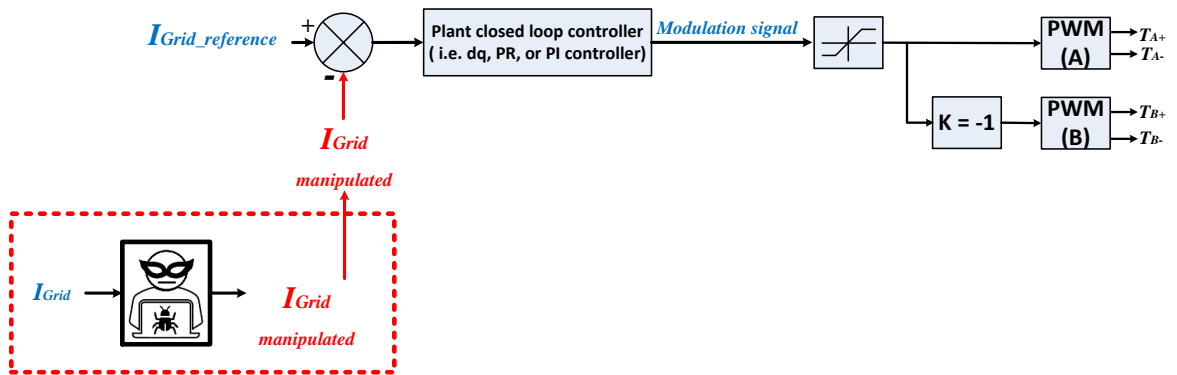 IGrid_reference
+
-
Plant closed loop controller
( i.e. dq, PR, or PI controller)
Modulation signal
PWM
(A)
TA+
TA-
K = -1
PWM
(B)
TB+
TB-
IGrid
manipulated
IGrid
IGrid
manipulated